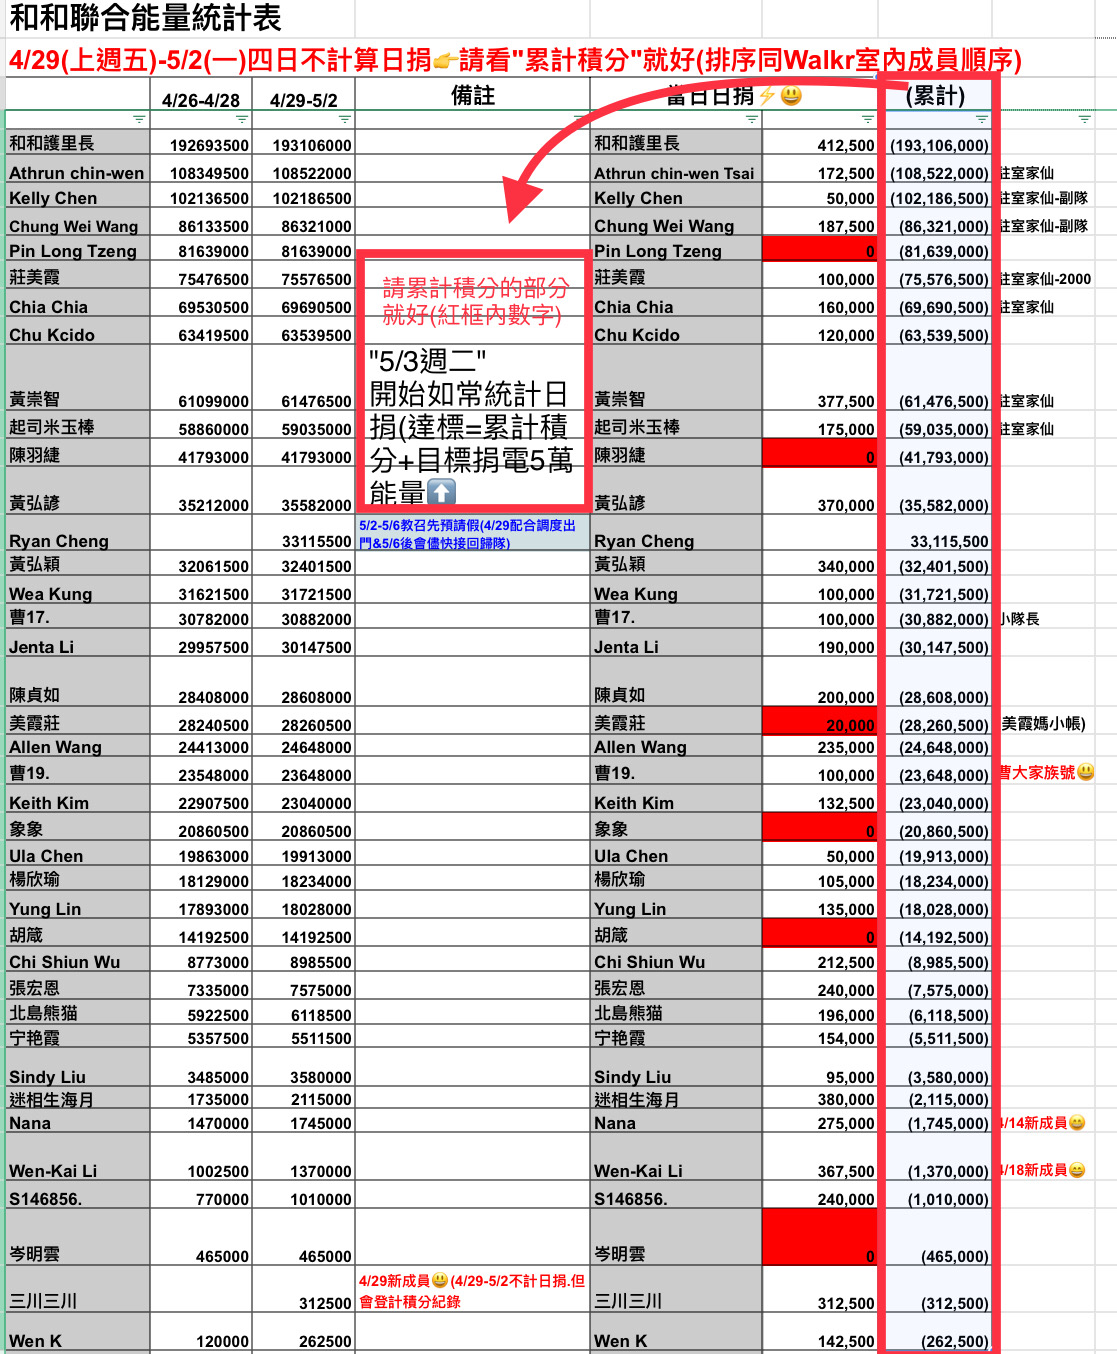 和和聯合能量統計表
4/29(上週五)-5/2(一)四日不計算日捐👉請看"累計積分"就好(排序同Walkr室內成員順序)
4/26-4/28 4/29-5/2 備註 當日日捐⚡😃 (累計)
和和護里長 192693500 193106000 和和護里長 412,500 (193,106,000)
Athrun chin-wen 108349500 108522000 Athrun chin-wen Tsai 172,500 (108,522,000) 駐室家仙
Kelly Chen 102136500 102186500 Kelly Chen 50,000 (102,186,500) 駐室家仙-副隊
Chung Wei Wang 86133500 86321000 Chung Wei Wang 187,500 (86,321,000) 駐室家仙-副隊
Pin Long Tzeng 81639000 81639000 Pin Long Tzeng 0 (81,639,000)
莊美霞 75476500 75576500 莊美霞 100,000 (75,576,500) 駐室家仙-2000
請累計積分的部分
就好(紅框內數字)
Chia Chia 69530500 69690500 Chia Chia 160,000 (69,690,500) 駐室家仙
Chu Kcido 63419500 63539500 Chu Kcido 120,000 (63,539,500)
"5/3週二"
開始如常統計日
捐(達標=累計積
分+目標捐電5萬
能量⬆️
黃崇智 61099000 61476500 黃崇智 377,500 (61,476,500) 駐室家仙
起司米玉棒 58860000 59035000 起司米玉棒 175,000 (59,035,000) 駐室家仙
陳羽緁 41793000 41793000 陳羽緁 0 (41,793,000)
黃弘諺 35212000 35582000 黃弘諺 370,000 (35,582,000)
5/2-5/6教召先預請假(4/29配合調度出
門&5/6後會儘快接回歸隊)
Ryan Cheng 33115500 Ryan Cheng 33,115,500
黃弘穎 32061500 32401500 黃弘穎 340,000 (32,401,500)
Wea Kung 31621500 31721500 Wea Kung 100,000 (31,721,500)
曹17. 30782000 30882000 曹17. 100,000 (30,882,000) 小隊長
Jenta Li 29957500 30147500 Jenta Li 190,000 (30,147,500)
陳貞如 28408000 28608000 陳貞如 200,000 (28,608,000)
美霞莊 28240500 28260500 美霞莊 20,000 (28,260,500) 美霞媽小帳)
Allen Wang 24413000 24648000 Allen Wang 235,000 (24,648,000)
曹19. 23548000 23648000 曹19. 100,000 (23,648,000) 曹大家族號😃
Keith Kim 22907500 23040000 Keith Kim 132,500 (23,040,000)
象象 20860500 20860500 象象 0 (20,860,500)
Ula Chen 19863000 19913000 Ula Chen 50,000 (19,913,000)
楊欣瑜 18129000 18234000 楊欣瑜 105,000 (18,234,000)
Yung Lin 17893000 18028000 Yung Lin 135,000 (18,028,000)
胡箴 14192500 14192500 胡箴 0 (14,192,500)
Chi Shiun Wu 8773000 8985500 Chi Shiun Wu 212,500 (8,985,500)
張宏恩 7335000 7575000 張宏恩 240,000 (7,575,000)
北島熊猫 5922500 6118500 北島熊猫 196,000 (6,118,500)
宁艳霞 5357500 5511500 宁艳霞 154,000 (5,511,500)
Sindy Liu 3485000 3580000 Sindy Liu 95,000 (3,580,000)
迷相生海月 1735000 2115000 迷相生海月 380,000 (2,115,000)
Nana 1470000 1745000 Nana 275,000 (1,745,000) 4/14新成員😄
Wen-Kai Li 1002500 1370000 Wen-Kai Li 367,500 (1,370,000) 4/18新成員😄
S146856. 770000 1010000 S146856. 240,000 (1,010,000)
岑明雲 465000 465000 岑明雲 0 (465,000)
4/29新成員😃(4/29-5/2不計日捐.但
會登計積分紀錄
三川三川 312500 三川三川 312,500 (312,500)
Wen K 120000 262500 Wen K 142,500 (262,500)